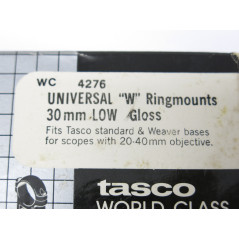 WC 4276
UNIVERSAL "W" Ringmounts
30mm LOW Gloss
Fits Tasco standard & Weaver bases
for scopes with 20-40mm objective.
tasco
WORLD CLASS